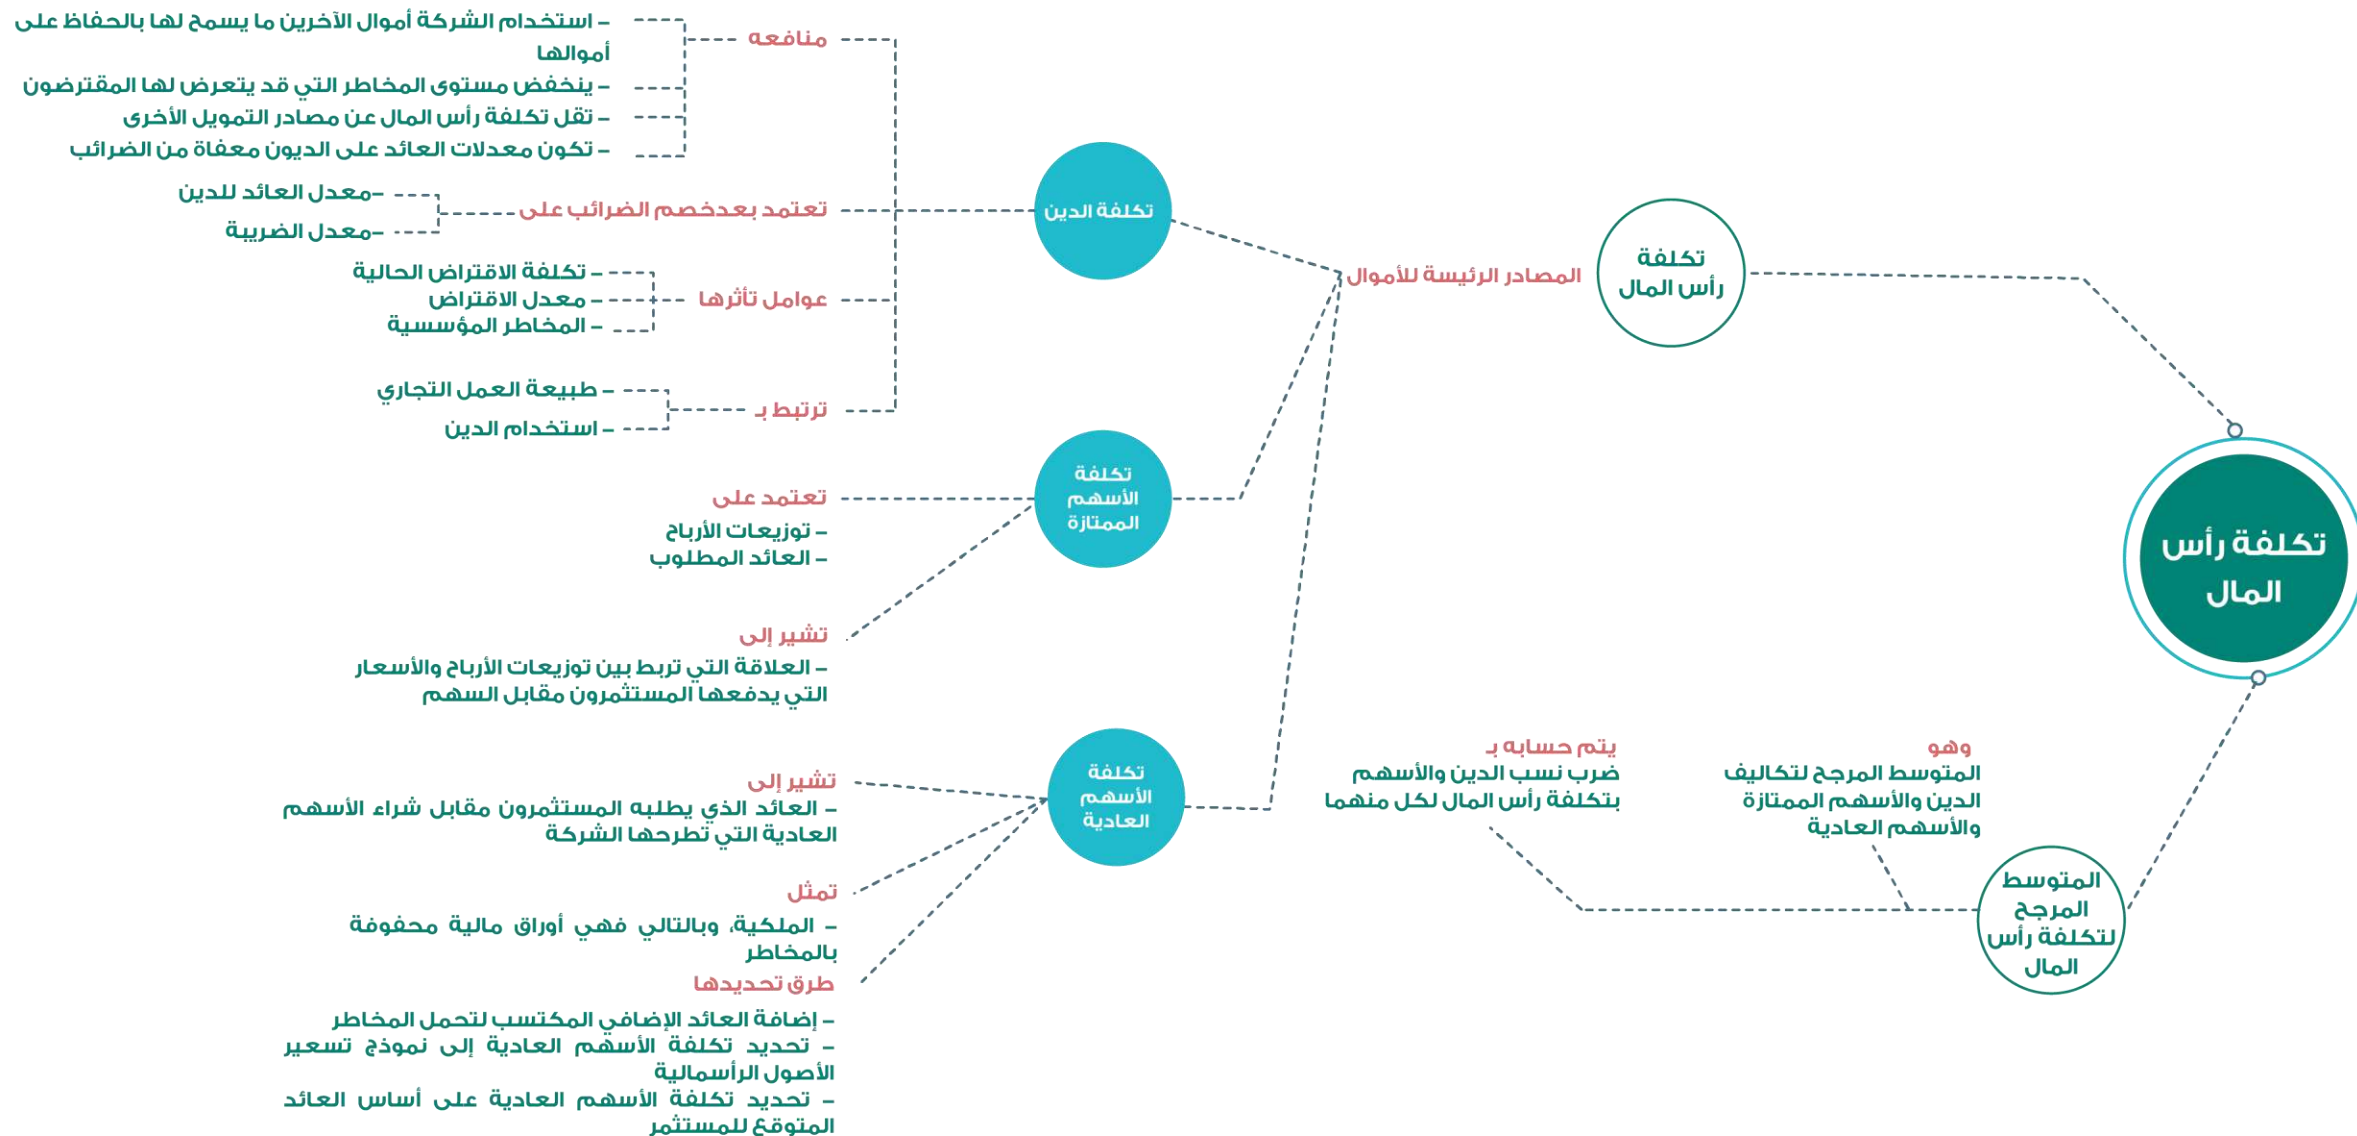 تكلفة رأس
المال
تكلفة
رأس المال
المصادر الرئيسة للأموال
تكلفة الدين
منافعه
– استخدام الشركة أموال الآخرين ما يسمح لها بالحفاظ على
أموالها
– ينخفض مستوى المخاطر التي قد يتعرض لها المقترضون
– تقل تكلفة رأس المال عن مصادر التمويل الأخرى
– تكون معدلات العائد على الديون معفاة من الضرائب
تعتمد بعدخصم الضرائب على
–معدل العائد للدين
–معدل الضريبة
عوامل تأثرها
– تكلفة الاقتراض الحالية
– معدل الاقتراض
– المخاطر المؤسسية
ترتبط بـ
– طبيعة العمل التجاري
– استخدام الدين
تكلفة
الأسهم
الممتازة
تعتمد على
– توزيعات الأرباح
– العائد المطلوب
تشير إلى
– العلاقة التي تربط بين توزيعات الأرباح والأسعار
التي يدفعها المستثمرون مقابل السهم
تكلفة
الأسهم
العادية
تشير إلى
– العائد الذي يطلبه المستثمرون مقابل شراء الأسهم
العادية التي تطرحها الشركة
تمثل
– الملكية، وبالتالي فهي أوراق مالية محفوفة
بالمخاطر
طرق تحديدها
– إضافة العائد الإضافي المكتسب لتحمل المخاطر
– تحديد تكلفة الأسهم العادية إلى نموذج تسعير
الأصول الرأسمالية
– تحديد تكلفة الأسهم العادية على أساس العائد
المتوقع للمستثمر
المتوسط
المرجح
لتكلفة رأس
المال
وهو
المتوسط المرجح لتكاليف
الدين والأسهم الممتازة
والأسهم العادية
يتم حسابه بـ
ضرب نسب الدين والأسهم
بتكلفة رأس المال لكل منهما